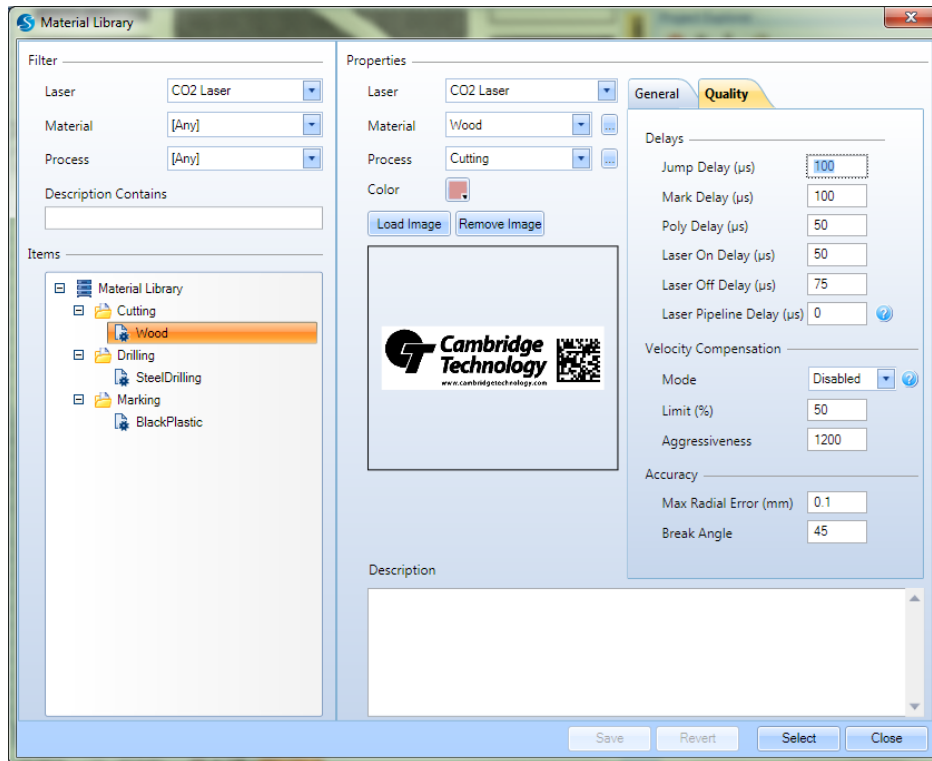 Material Library
Filter
Laser CO2 Laser
Material [Any]
Process [Any]
Description Contains
Items
Material Library
Cutting
Wood
Drilling
SteelDrilling
Marking
BlackPlastic
Properties
Laser CO2 Laser
Material Wood ...
Process Cutting ...
Color
Load Image Remove Image
Cambridge
Technology
www.cambridgetechnology.com
General Quality
Delays
Jump Delay (µs) 100
Mark Delay (µs) 100
Poly Delay (µs) 50
Laser On Delay (µs) 50
Laser Off Delay (µs) 75
Laser Pipeline Delay (µs) 0 ?
Velocity Compensation
Mode Disabled ?
Limit (%) 50
Aggressiveness 1200
Accuracy
Max Radial Error (mm) 0.1
Break Angle 45
Description
Save Revert Select Close